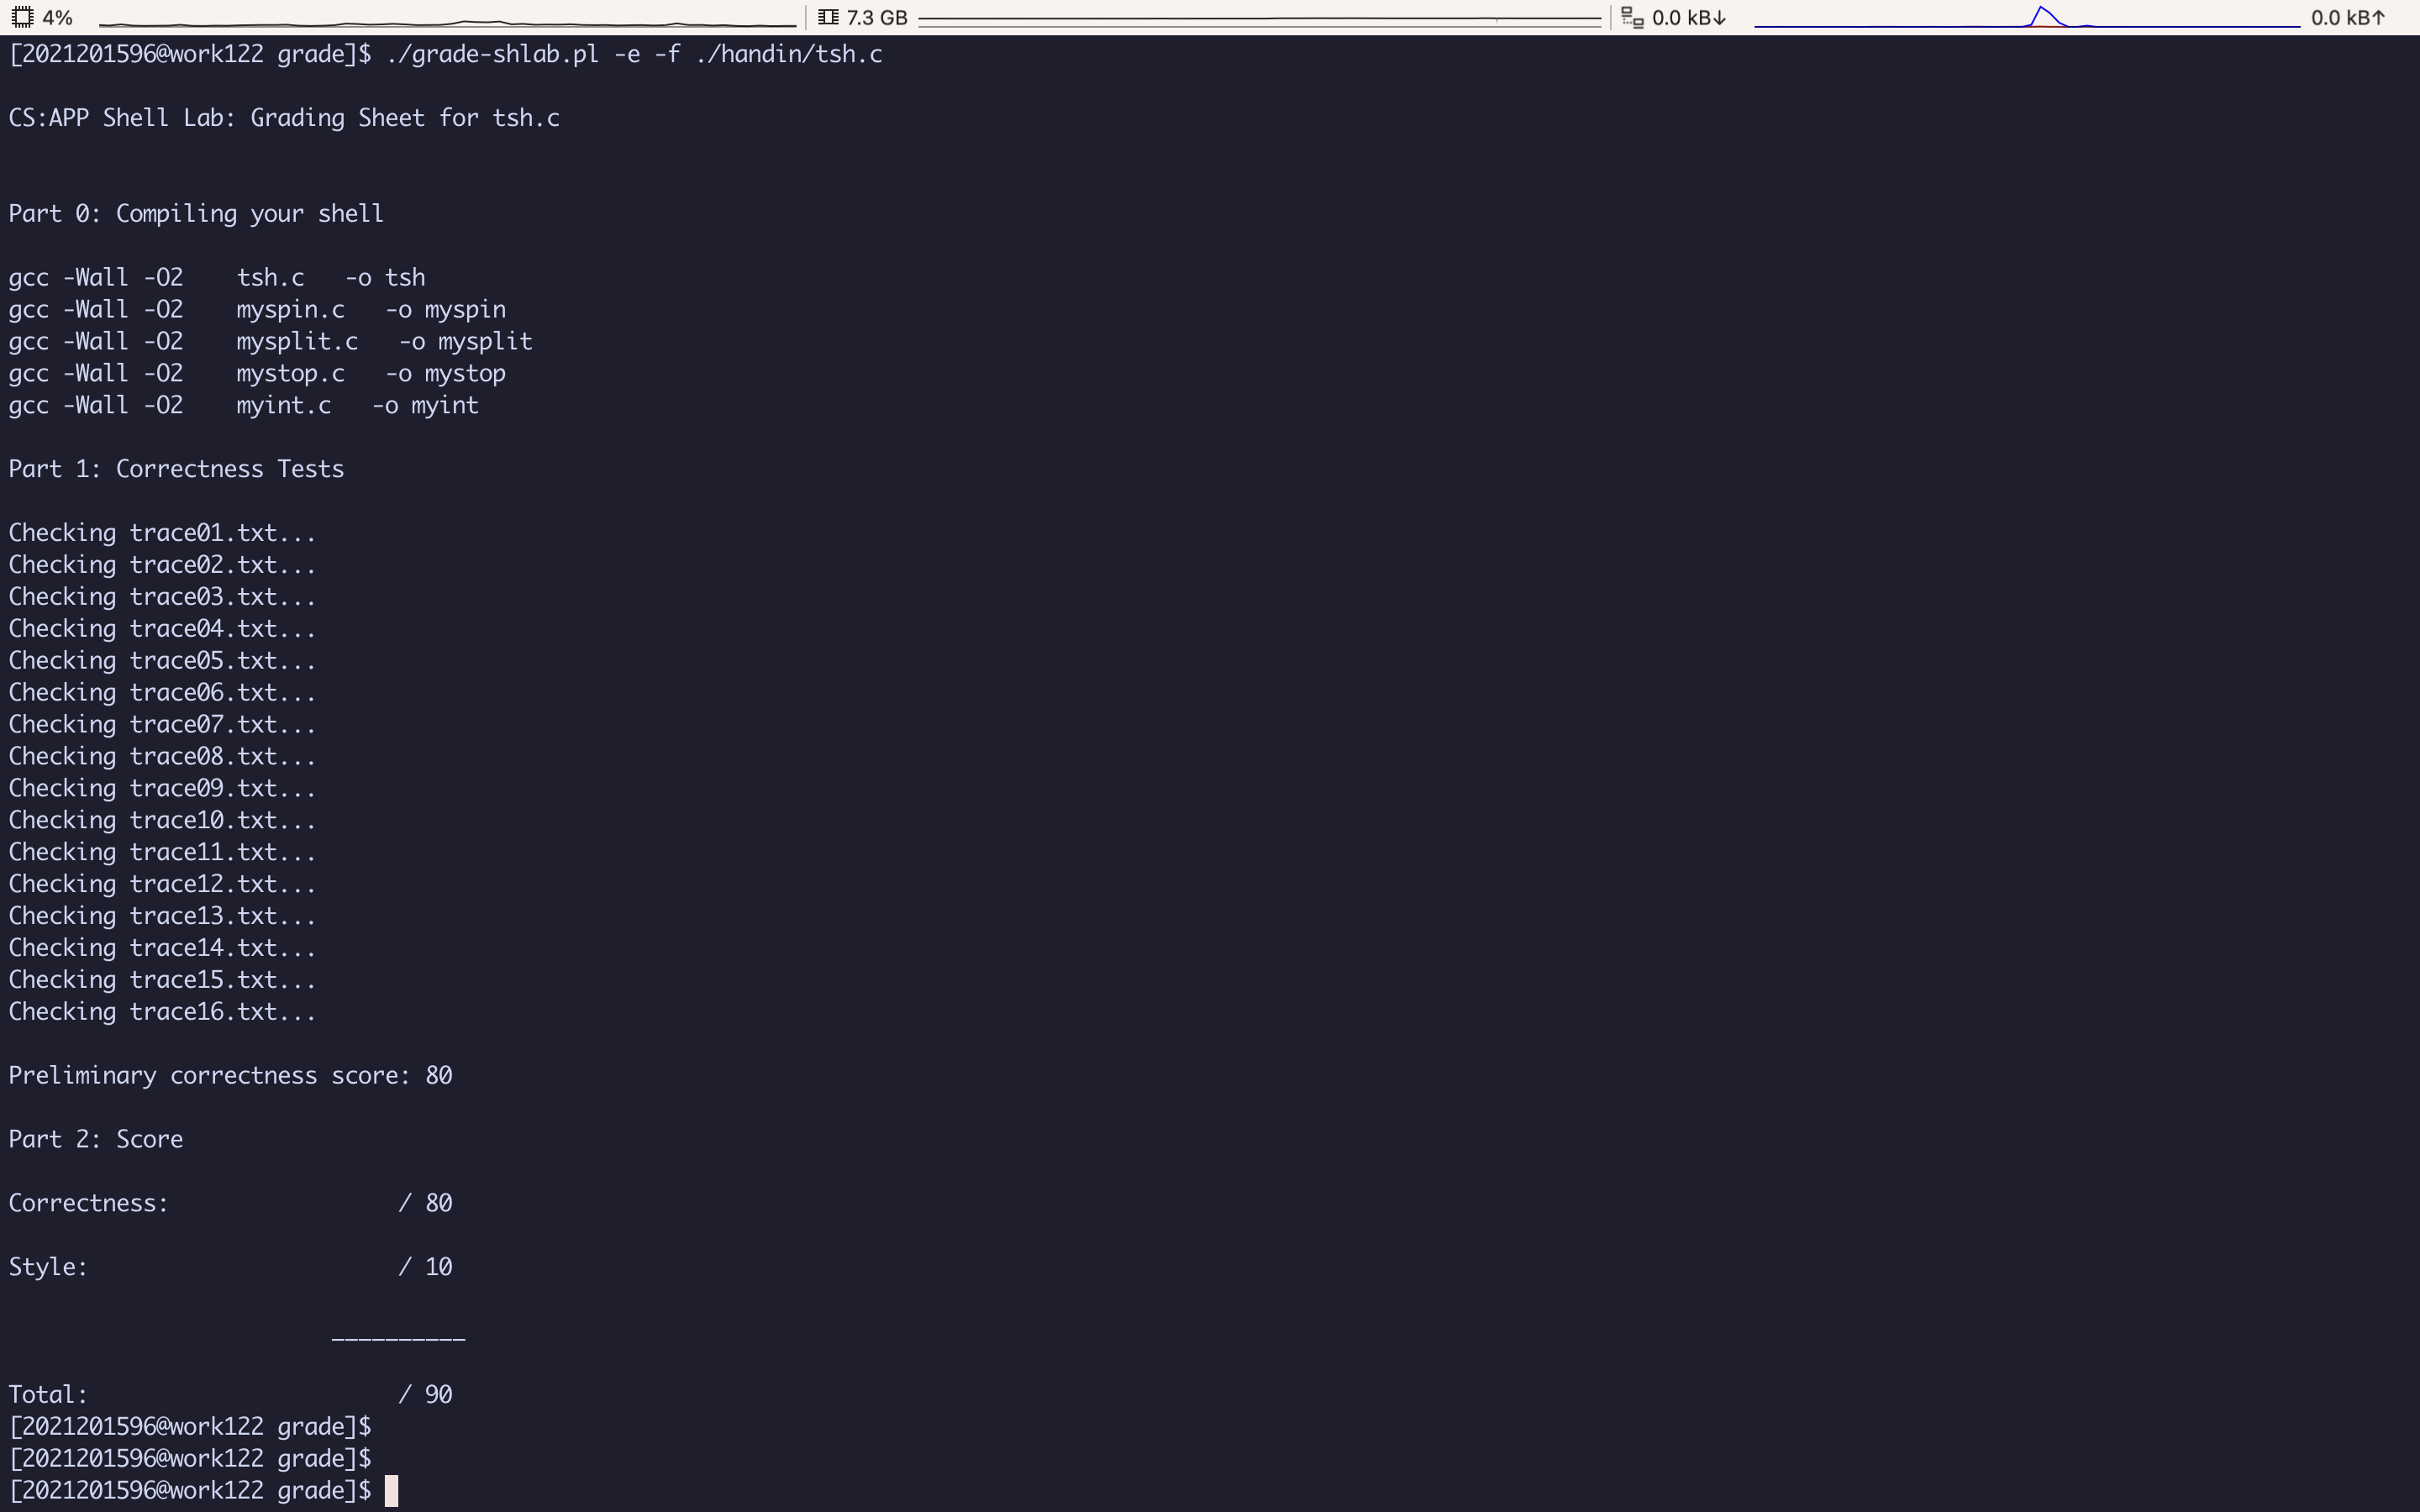 4% 7.3 GB 0.0 kB↓ 0.0 kB↑
[2021201596@work122 grade]$ ./grade-shlab.pl -e -f ./handin/tsh.c
CS:APP Shell Lab: Grading Sheet for tsh.c
Part 0: Compiling your shell
gcc -Wall -O2    tsh.c   -o tsh
gcc -Wall -O2    myspin.c   -o myspin
gcc -Wall -O2    mysplit.c   -o mysplit
gcc -Wall -O2    mystop.c   -o mystop
gcc -Wall -O2    myint.c   -o myint
Part 1: Correctness Tests
Checking trace01.txt...
Checking trace02.txt...
Checking trace03.txt...
Checking trace04.txt...
Checking trace05.txt...
Checking trace06.txt...
Checking trace07.txt...
Checking trace08.txt...
Checking trace09.txt...
Checking trace10.txt...
Checking trace11.txt...
Checking trace12.txt...
Checking trace13.txt...
Checking trace14.txt...
Checking trace15.txt...
Checking trace16.txt...
Preliminary correctness score: 80
Part 2: Score
Correctness:                 / 80
Style:                       / 10
                        __________
Total:                       / 90
[2021201596@work122 grade]$
[2021201596@work122 grade]$
[2021201596@work122 grade]$